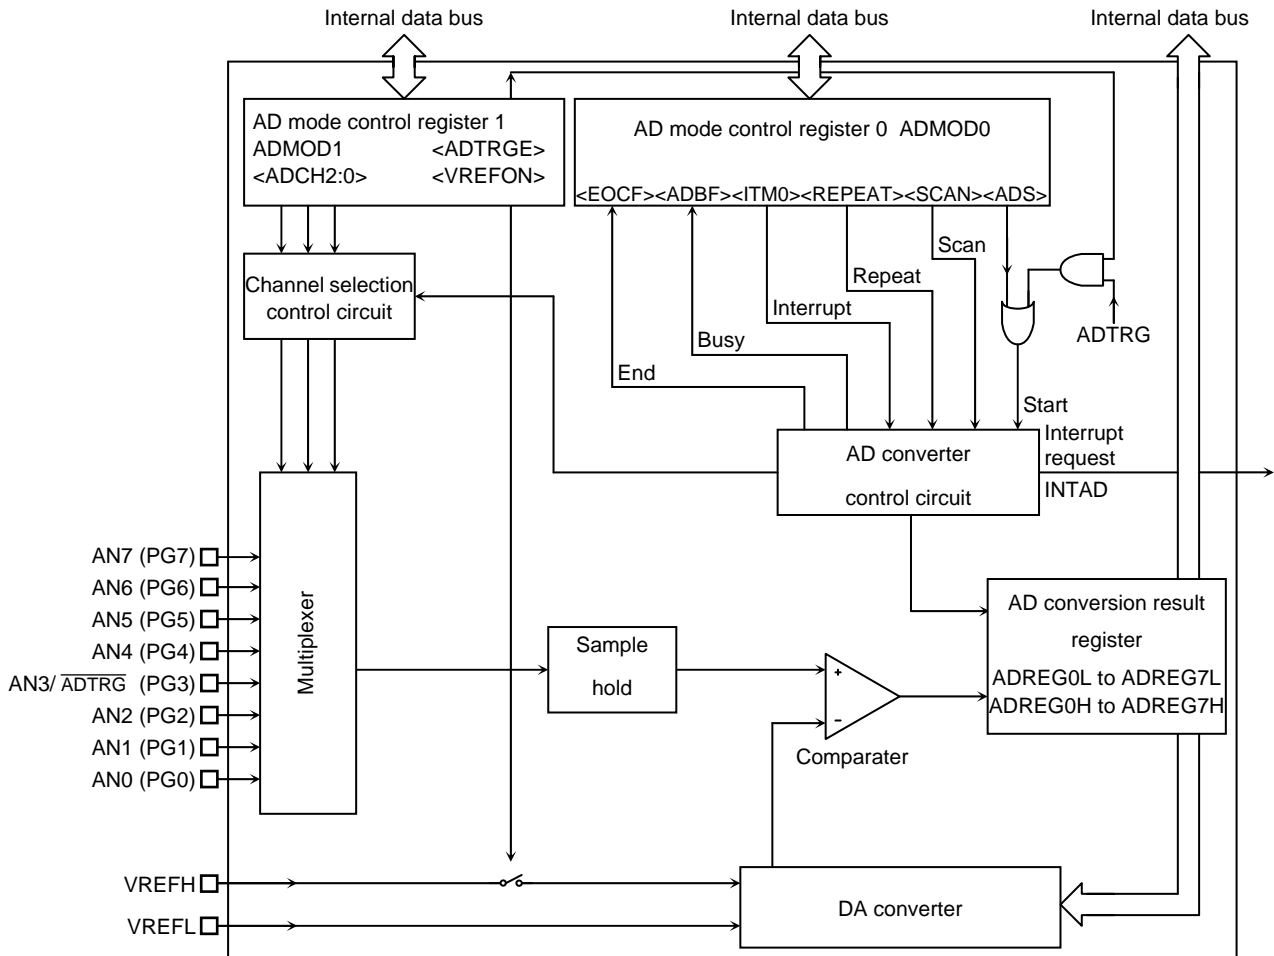 Internal data bus
Internal data bus
Internal data bus
AD mode control register 1
ADMOD1 <ADTRGE>
<ADCH2:0> <VREFON>
AD mode control register 0 ADMOD0
<EOCF><ADBF><ITM0><REPEAT><SCAN><ADS>
Channel selection
control circuit
Scan
Repeat
Interrupt
Busy
End
ADTRG
Start
AD converter
control circuit
Interrupt
request
INTAD
AN7 (PG7)
AN6 (PG6)
AN5 (PG5)
AN4 (PG4)
AN3/ ADTRG (PG3)
AN2 (PG2)
AN1 (PG1)
AN0 (PG0)
Multiplexer
Sample
hold
+
−
Comparater
AD conversion result
register
ADREG0L to ADREG7L
ADREG0H to ADREG7H
VREFH
VREFL
DA converter